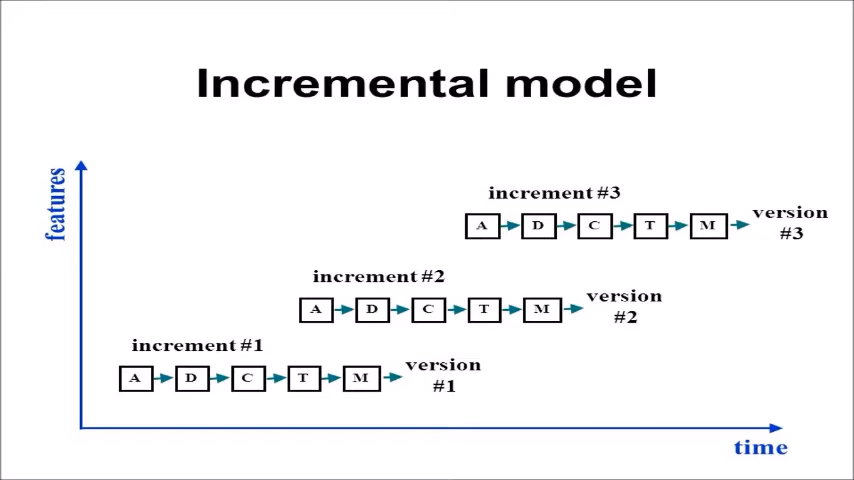 Incremental model
features
increment #3
A D C T M
version
#3
increment #2
A D C T M
version
#2
increment #1
A D C T M
version
#1
time